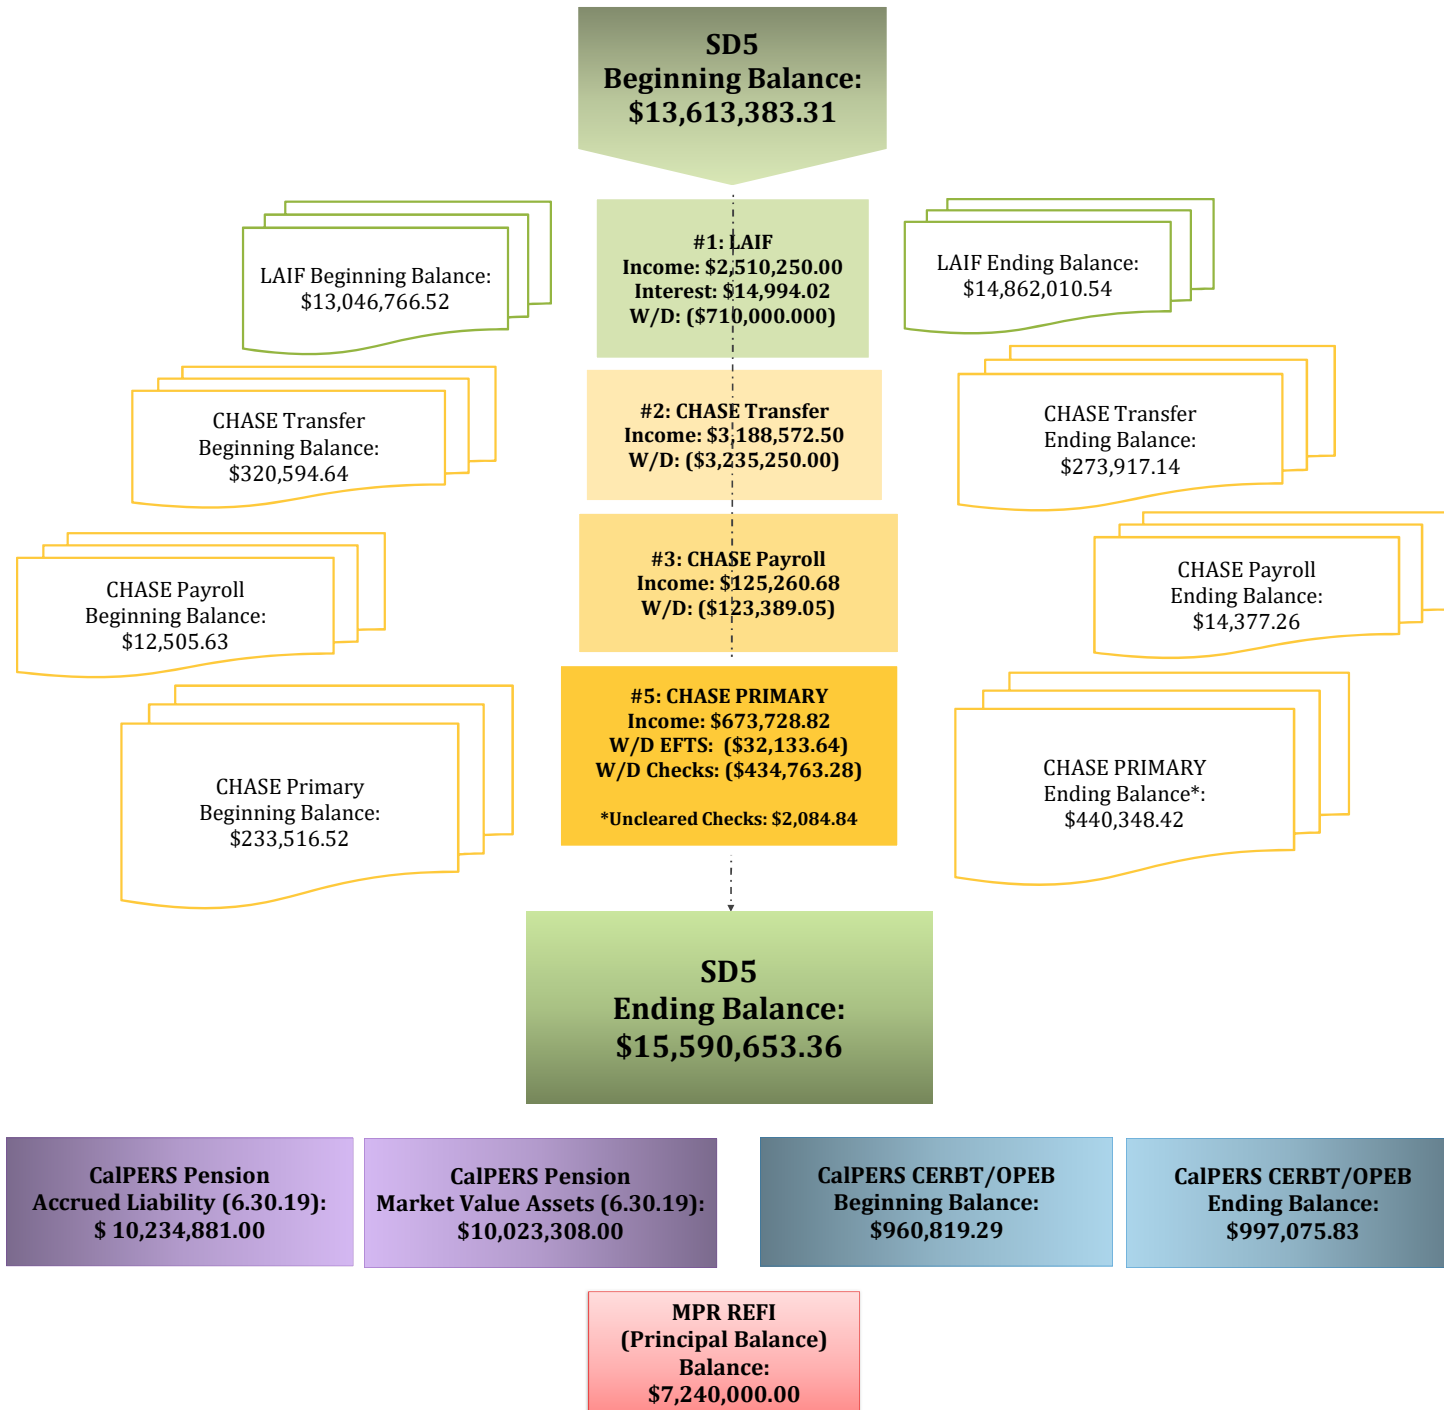 SD5
Beginning Balance:
$13,613,383.31
LAIF Beginning Balance:
$13,046,766.52
#1: LAIF
Income: $2,510,250.00
Interest: $14,994.02
W/D: ($710,000.000)
LAIF Ending Balance:
$14,862,010.54
CHASE Transfer
Beginning Balance:
$320,594.64
#2: CHASE Transfer
Income: $3,188,572.50
W/D: ($3,235,250.00)
CHASE Transfer
Ending Balance:
$273,917.14
CHASE Payroll
Beginning Balance:
$12,505.63
#3: CHASE Payroll
Income: $125,260.68
W/D: ($123,389.05)
CHASE Payroll
Ending Balance:
$14,377.26
CHASE Primary
Beginning Balance:
$233,516.52
#5: CHASE PRIMARY
Income: $673,728.82
W/D EFTS:  ($32,133.64)
W/D Checks: ($434,763.28)
*Uncleared Checks: $2,084.84
CHASE PRIMARY
Ending Balance*:
$440,348.42
SD5
Ending Balance:
$15,590,653.36
CalPERS Pension
Accrued Liability (6.30.19):
$ 10,234,881.00
CalPERS Pension
Market Value Assets (6.30.19):
$10,023,308.00
CalPERS CERBT/OPEB
Beginning Balance:
$960,819.29
CalPERS CERBT/OPEB
Ending Balance:
$997,075.83
MPR REFI
(Principal Balance)
Balance:
$7,240,000.00